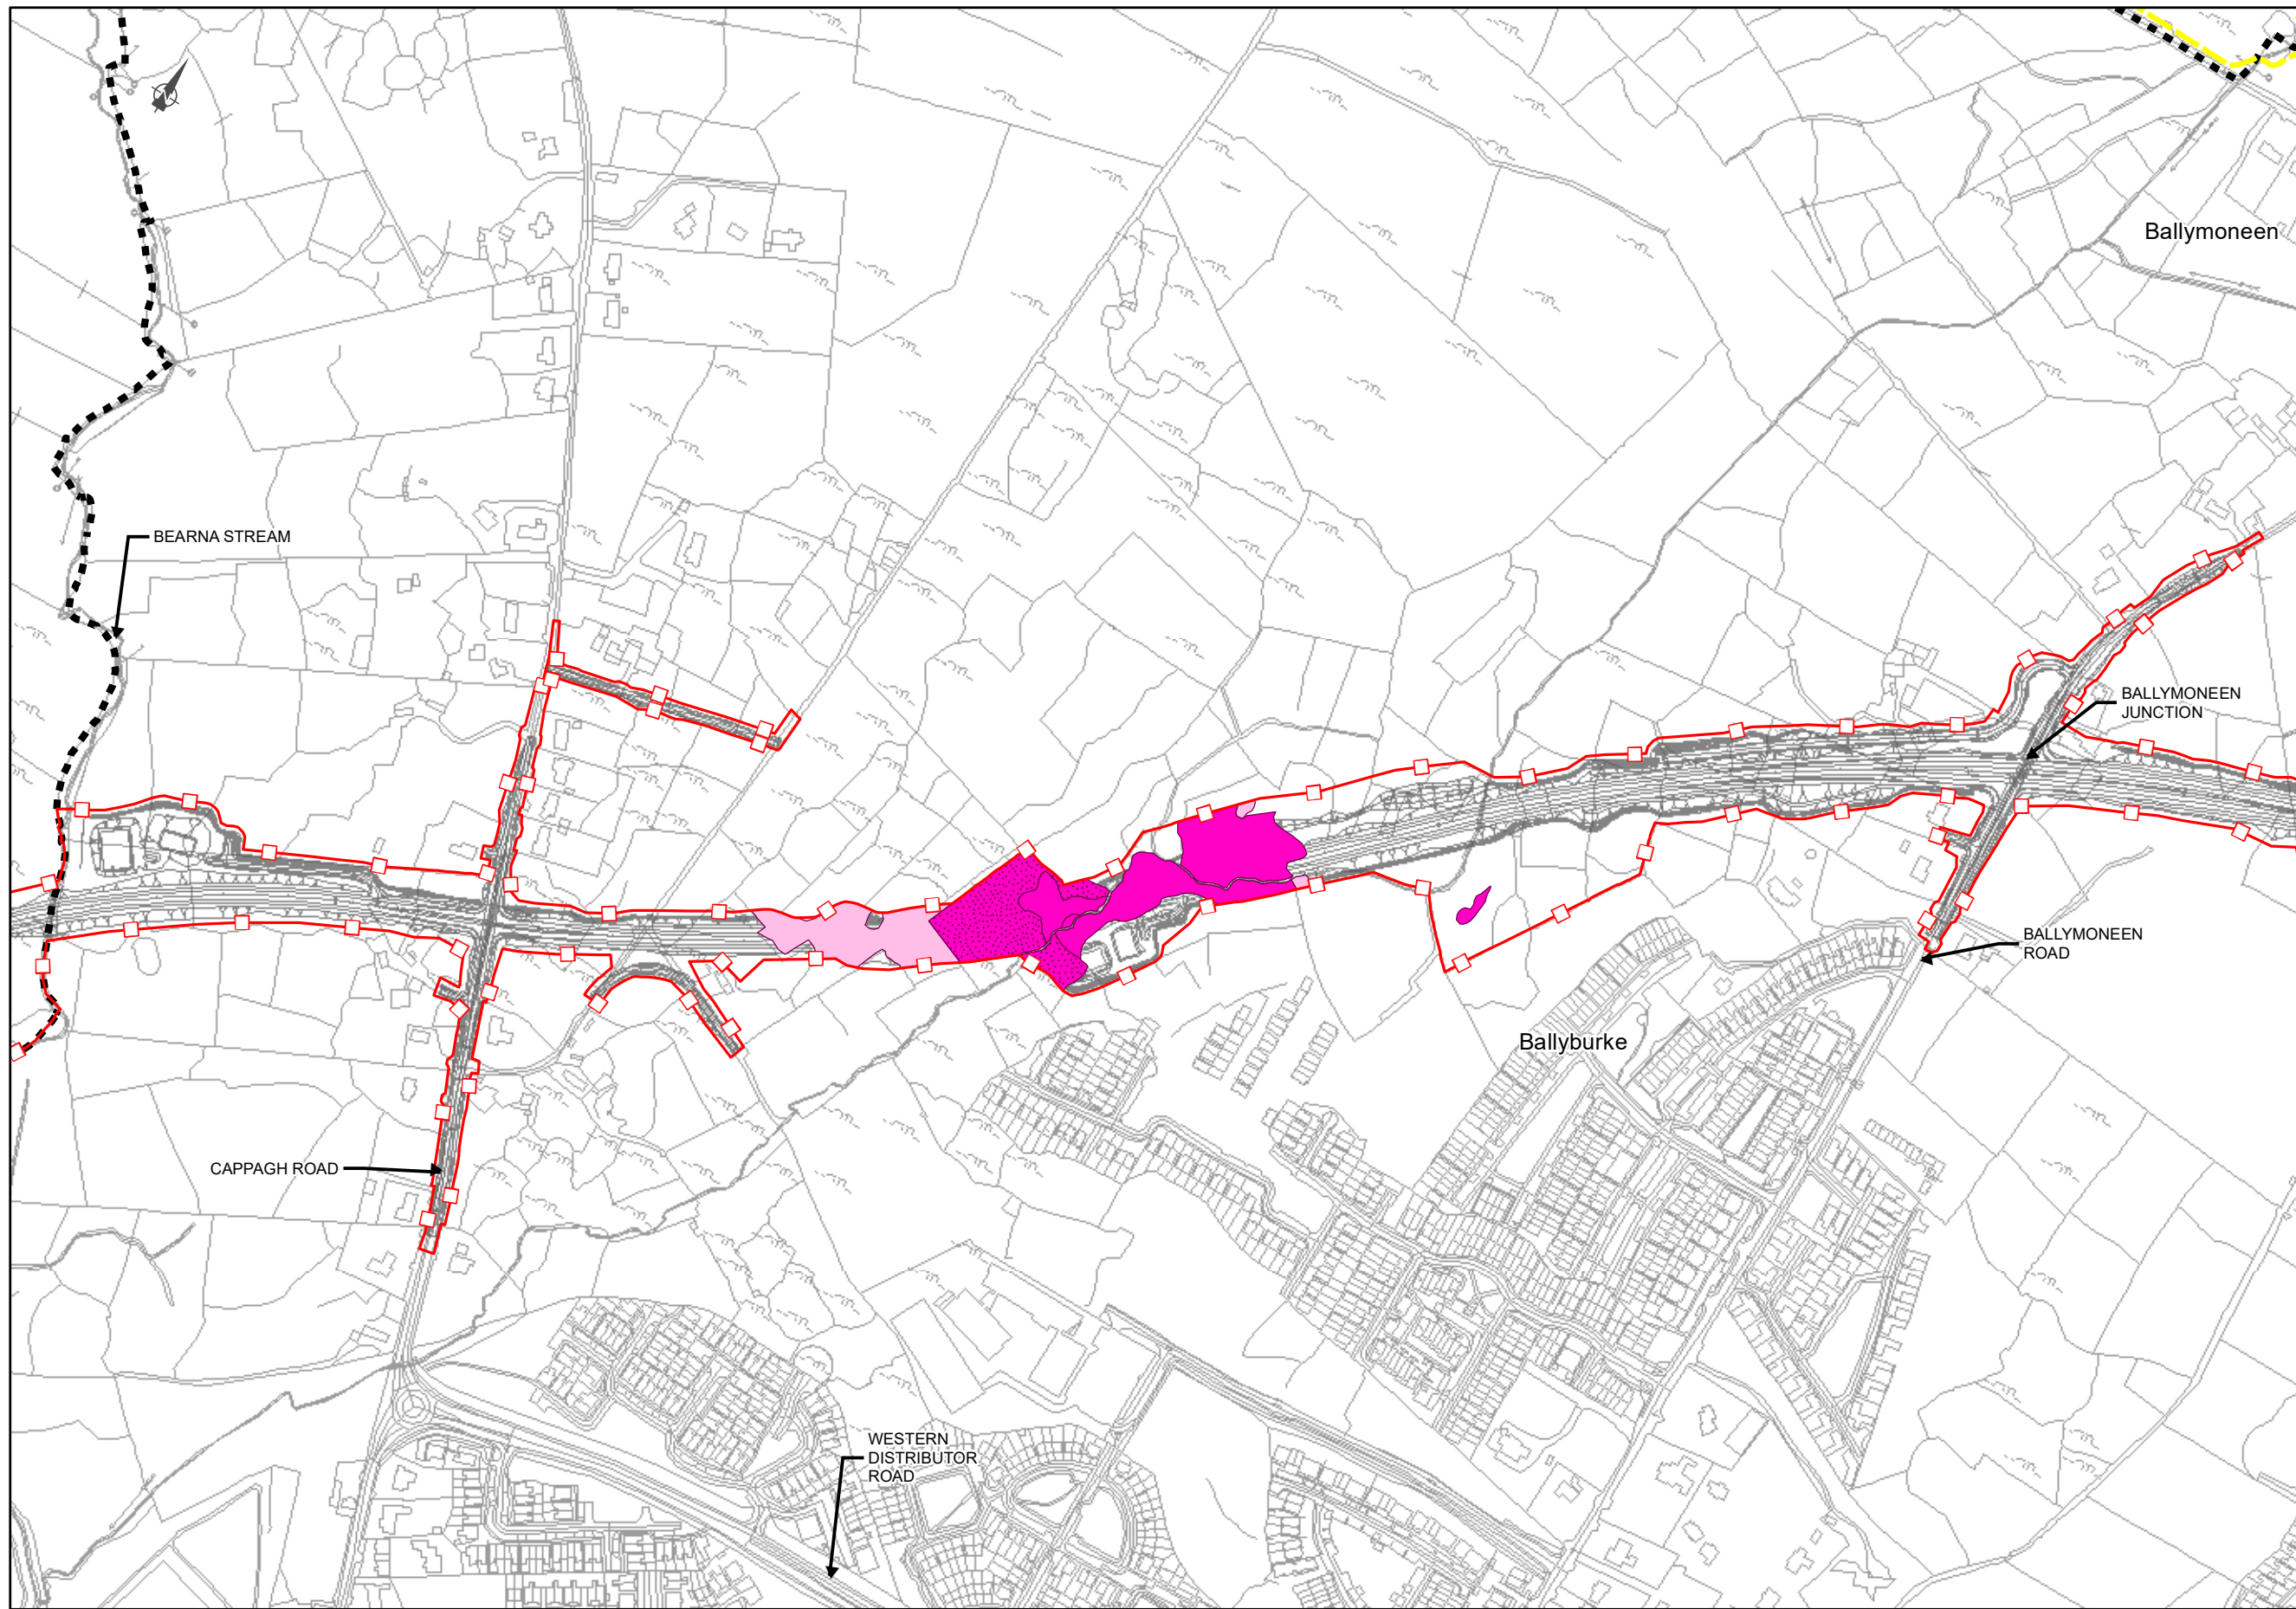 Ballymoneen
BEARNA STREAM
BALLYMONEEN
JUNCTION
BALLYMONEEN
ROAD
Ballyburke
CAPPAGH ROAD
WESTERN
DISTRIBUTOR
ROAD